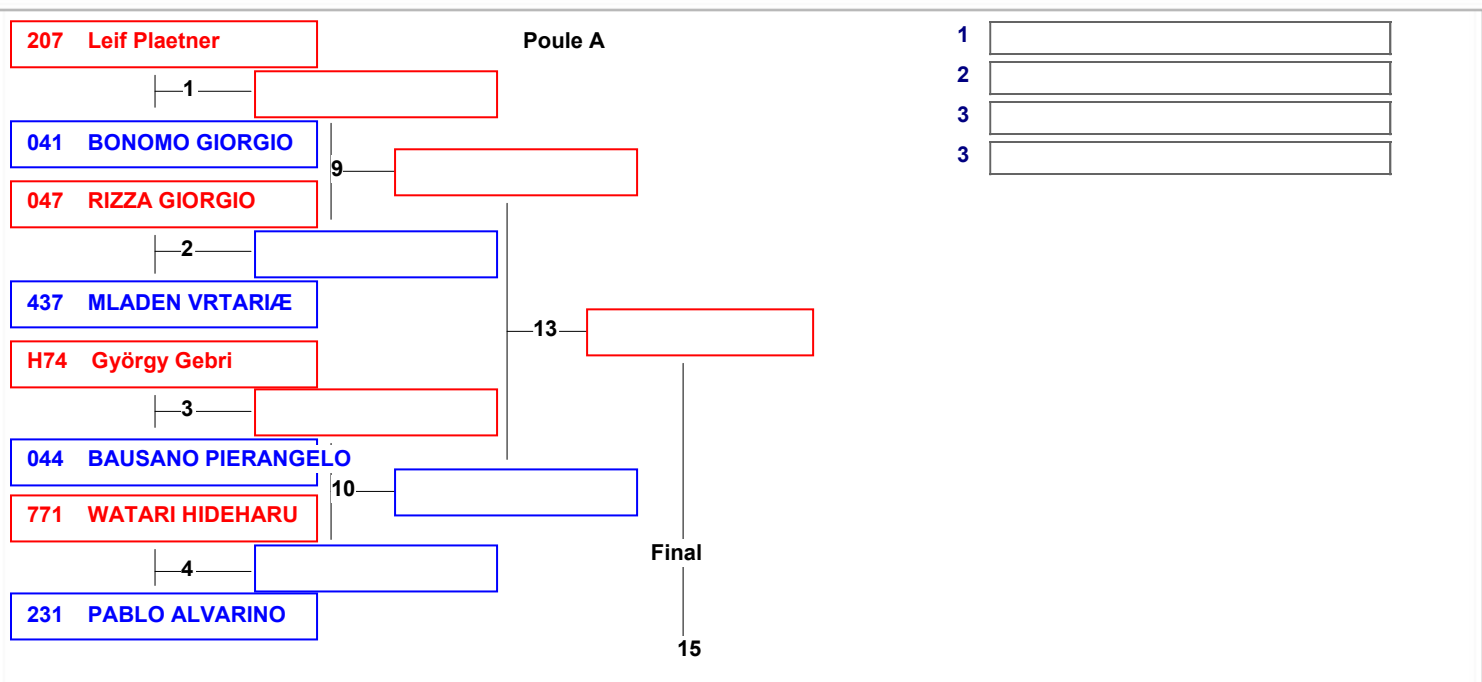 207 Leif Plaetner
Poule A
1
1
2
041 BONOMO GIORGIO
3
9
3
047 RIZZA GIORGIO
2
437 MLADEN VRTARIÆ
13
H74 György Gebri
3
044 BAUSANO PIERANGELO
10
771 WATARI HIDEHARU
Final
4
231 PABLO ALVARINO
15